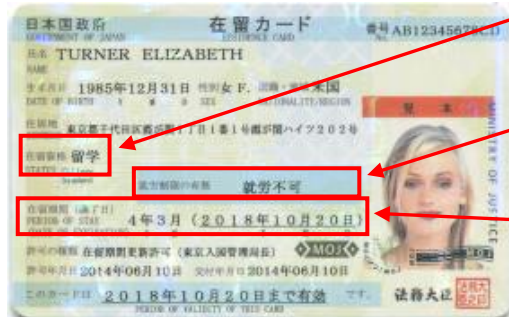 日本国政府 在留カード 番号 AB12345678CD
GOVERNMENT OF JAPAN RESIDENCE CARD
氏名 TURNER ELIZABETH
NAME
生年月日 1985年12月31日 性別 女 F. 国籍・地域 米国
DATE OF BIRTH Y M D SEX NATIONALITY/REGION
住居地 東京都千代田区霞が関1丁目1番1号霞が関ハイツ202号
見本
在留資格 留学
STATUS College Student
就労制限の有無 就労不可
在留期間(満了日)
PERIOD OF STAY 4年3月(2018年10月20日)
許可の種類 在留期間更新許可(東京入国管理局長) MOJ
MOJ
許可年月日 2014年06月10日 交付年月日 2014年06月10日
このカードは 2018年10月20日まで有効 です。
PERIOD OF VALIDITY OF THIS CARD
法務大臣
MINISTRY OF JUSTICE